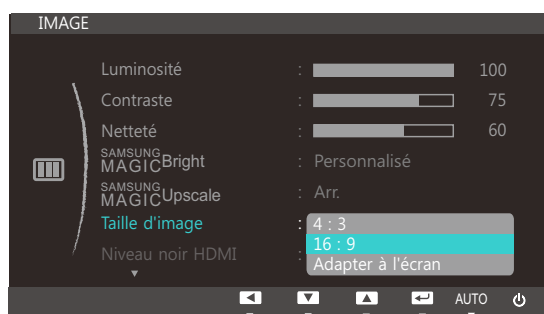 IMAGE
Luminosité : 100
Contraste : 75
Netteté : 60
SAMSUNG MAGICBright : Personnalisé
SAMSUNG MAGICUpscale : Arr.
Taille d'image : 4 : 3
16 : 9
Niveau noir HDMI :
Adapter à l'écran
AUTO